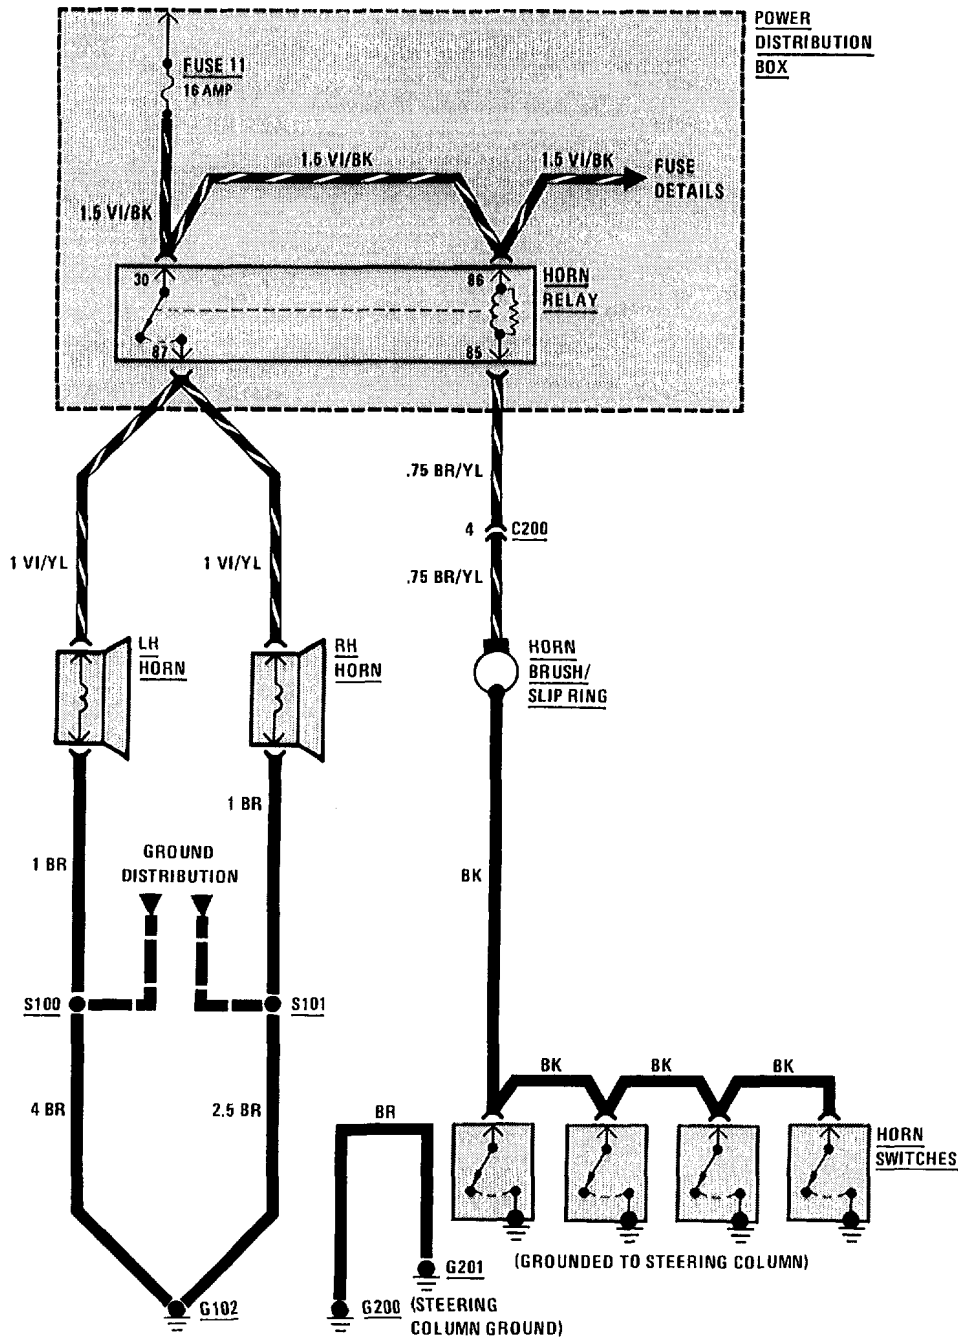 POWER
DISTRIBUTION
BOX
FUSE 11
16 AMP
1.5 VI/BK
1.5 VI/BK
FUSE
DETAILS
1.5 VI/BK
30
86
HORN
RELAY
87
85
.75 BR/YL
4
C200
1 VI/YL
1 VI/YL
.75 BR/YL
LH
HORN
RH
HORN
HORN
BRUSH/
SLIP RING
1 BR
1 BR
GROUND
DISTRIBUTION
BK
S100
S101
BK
BK
BK
4 BR
2.5 BR
BR
HORN
SWITCHES
(GROUNDED TO STEERING COLUMN)
G201
G102
G200
(STEERING
COLUMN GROUND)